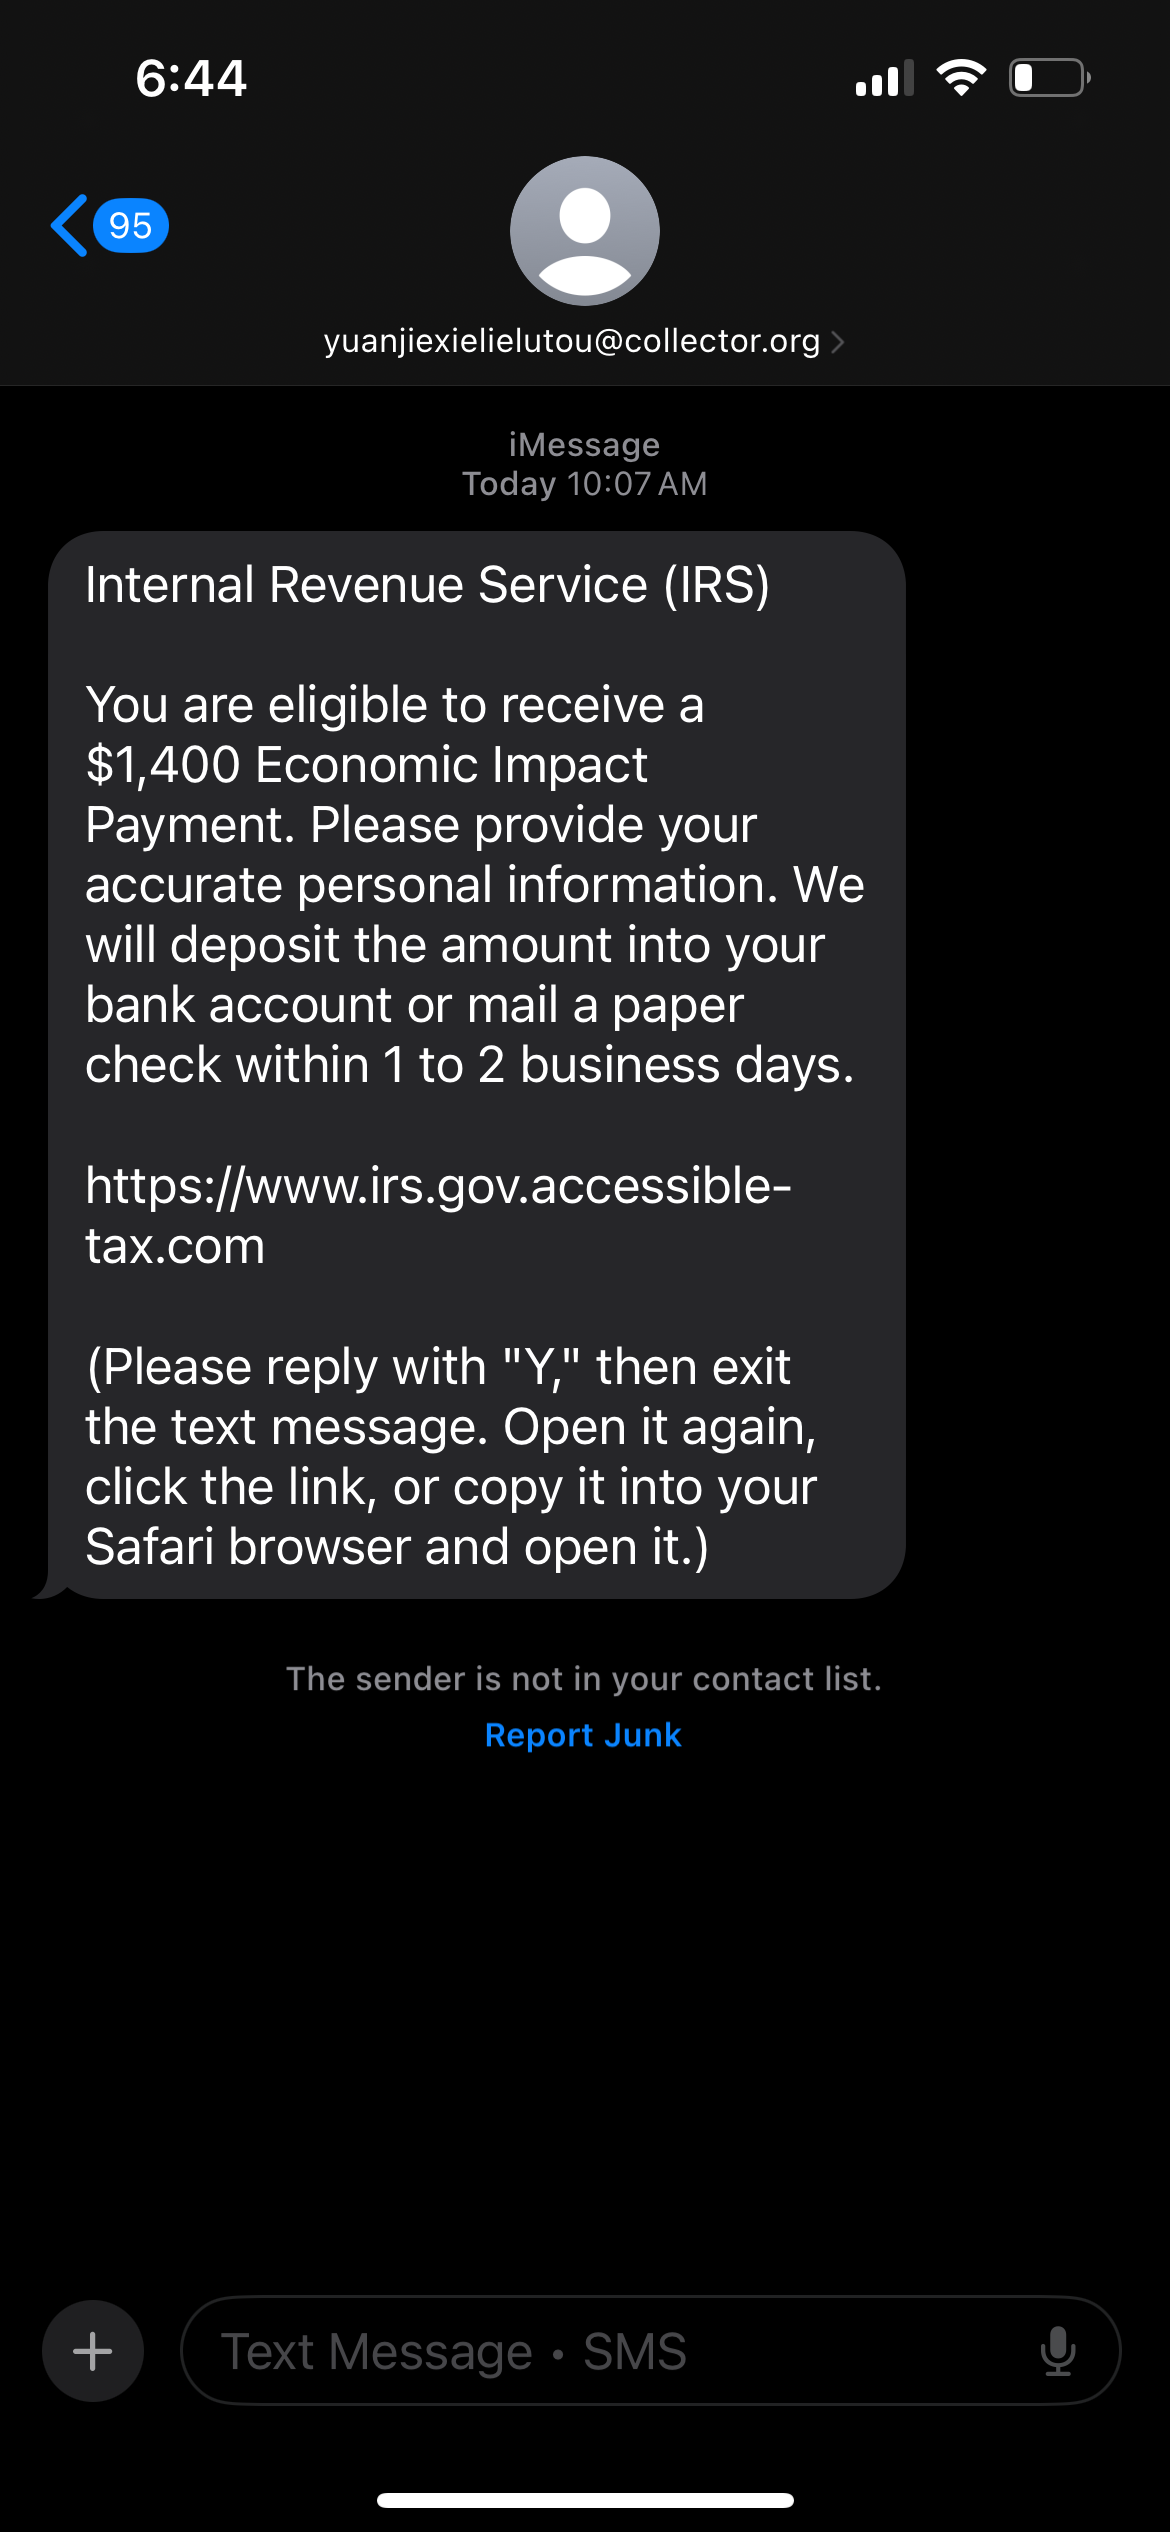 6:44
95
yuanjiexielielutou@collector.org
iMessage
Today 10:07 AM
Internal Revenue Service (IRS)
You are eligible to receive a
$1,400 Economic Impact
Payment. Please provide your
accurate personal information. We
will deposit the amount into your
bank account or mail a paper
check within 1 to 2 business days.
https://www.irs.gov.accessible-
tax.com
(Please reply with "Y," then exit
the text message. Open it again,
click the link, or copy it into your
Safari browser and open it.)
The sender is not in your contact list.
Report Junk
Text Message • SMS